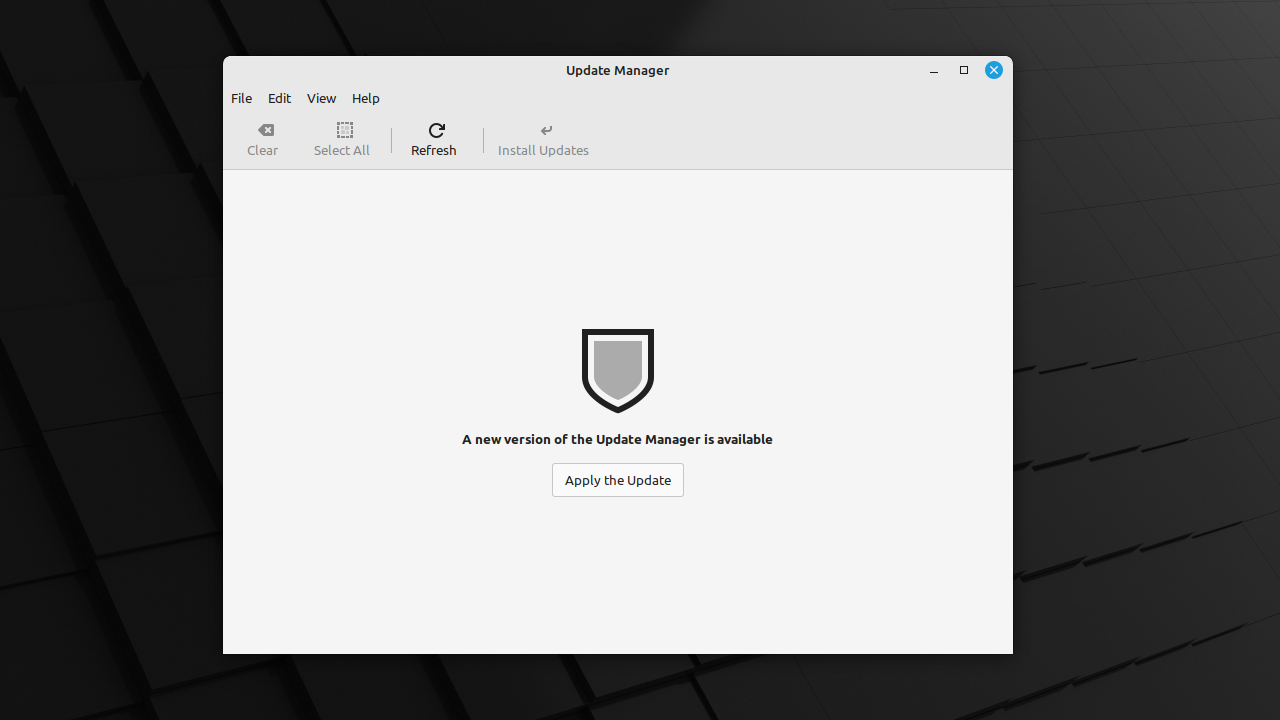 Update Manager
File Edit View Help
Clear Select All Refresh Install Updates
A new version of the Update Manager is available
Apply the Update